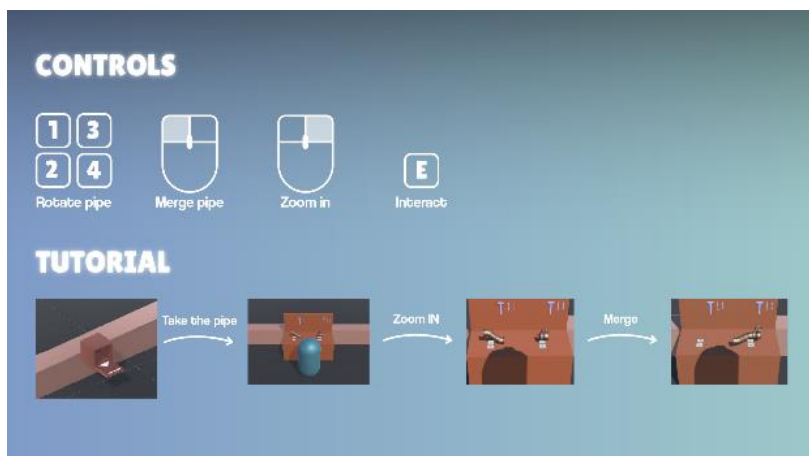 CONTROLS
1 3
2 4
E
Rotate pipe Merge pipe Zoom in Interact
TUTORIAL
Take the pipe Zoom IN Merge